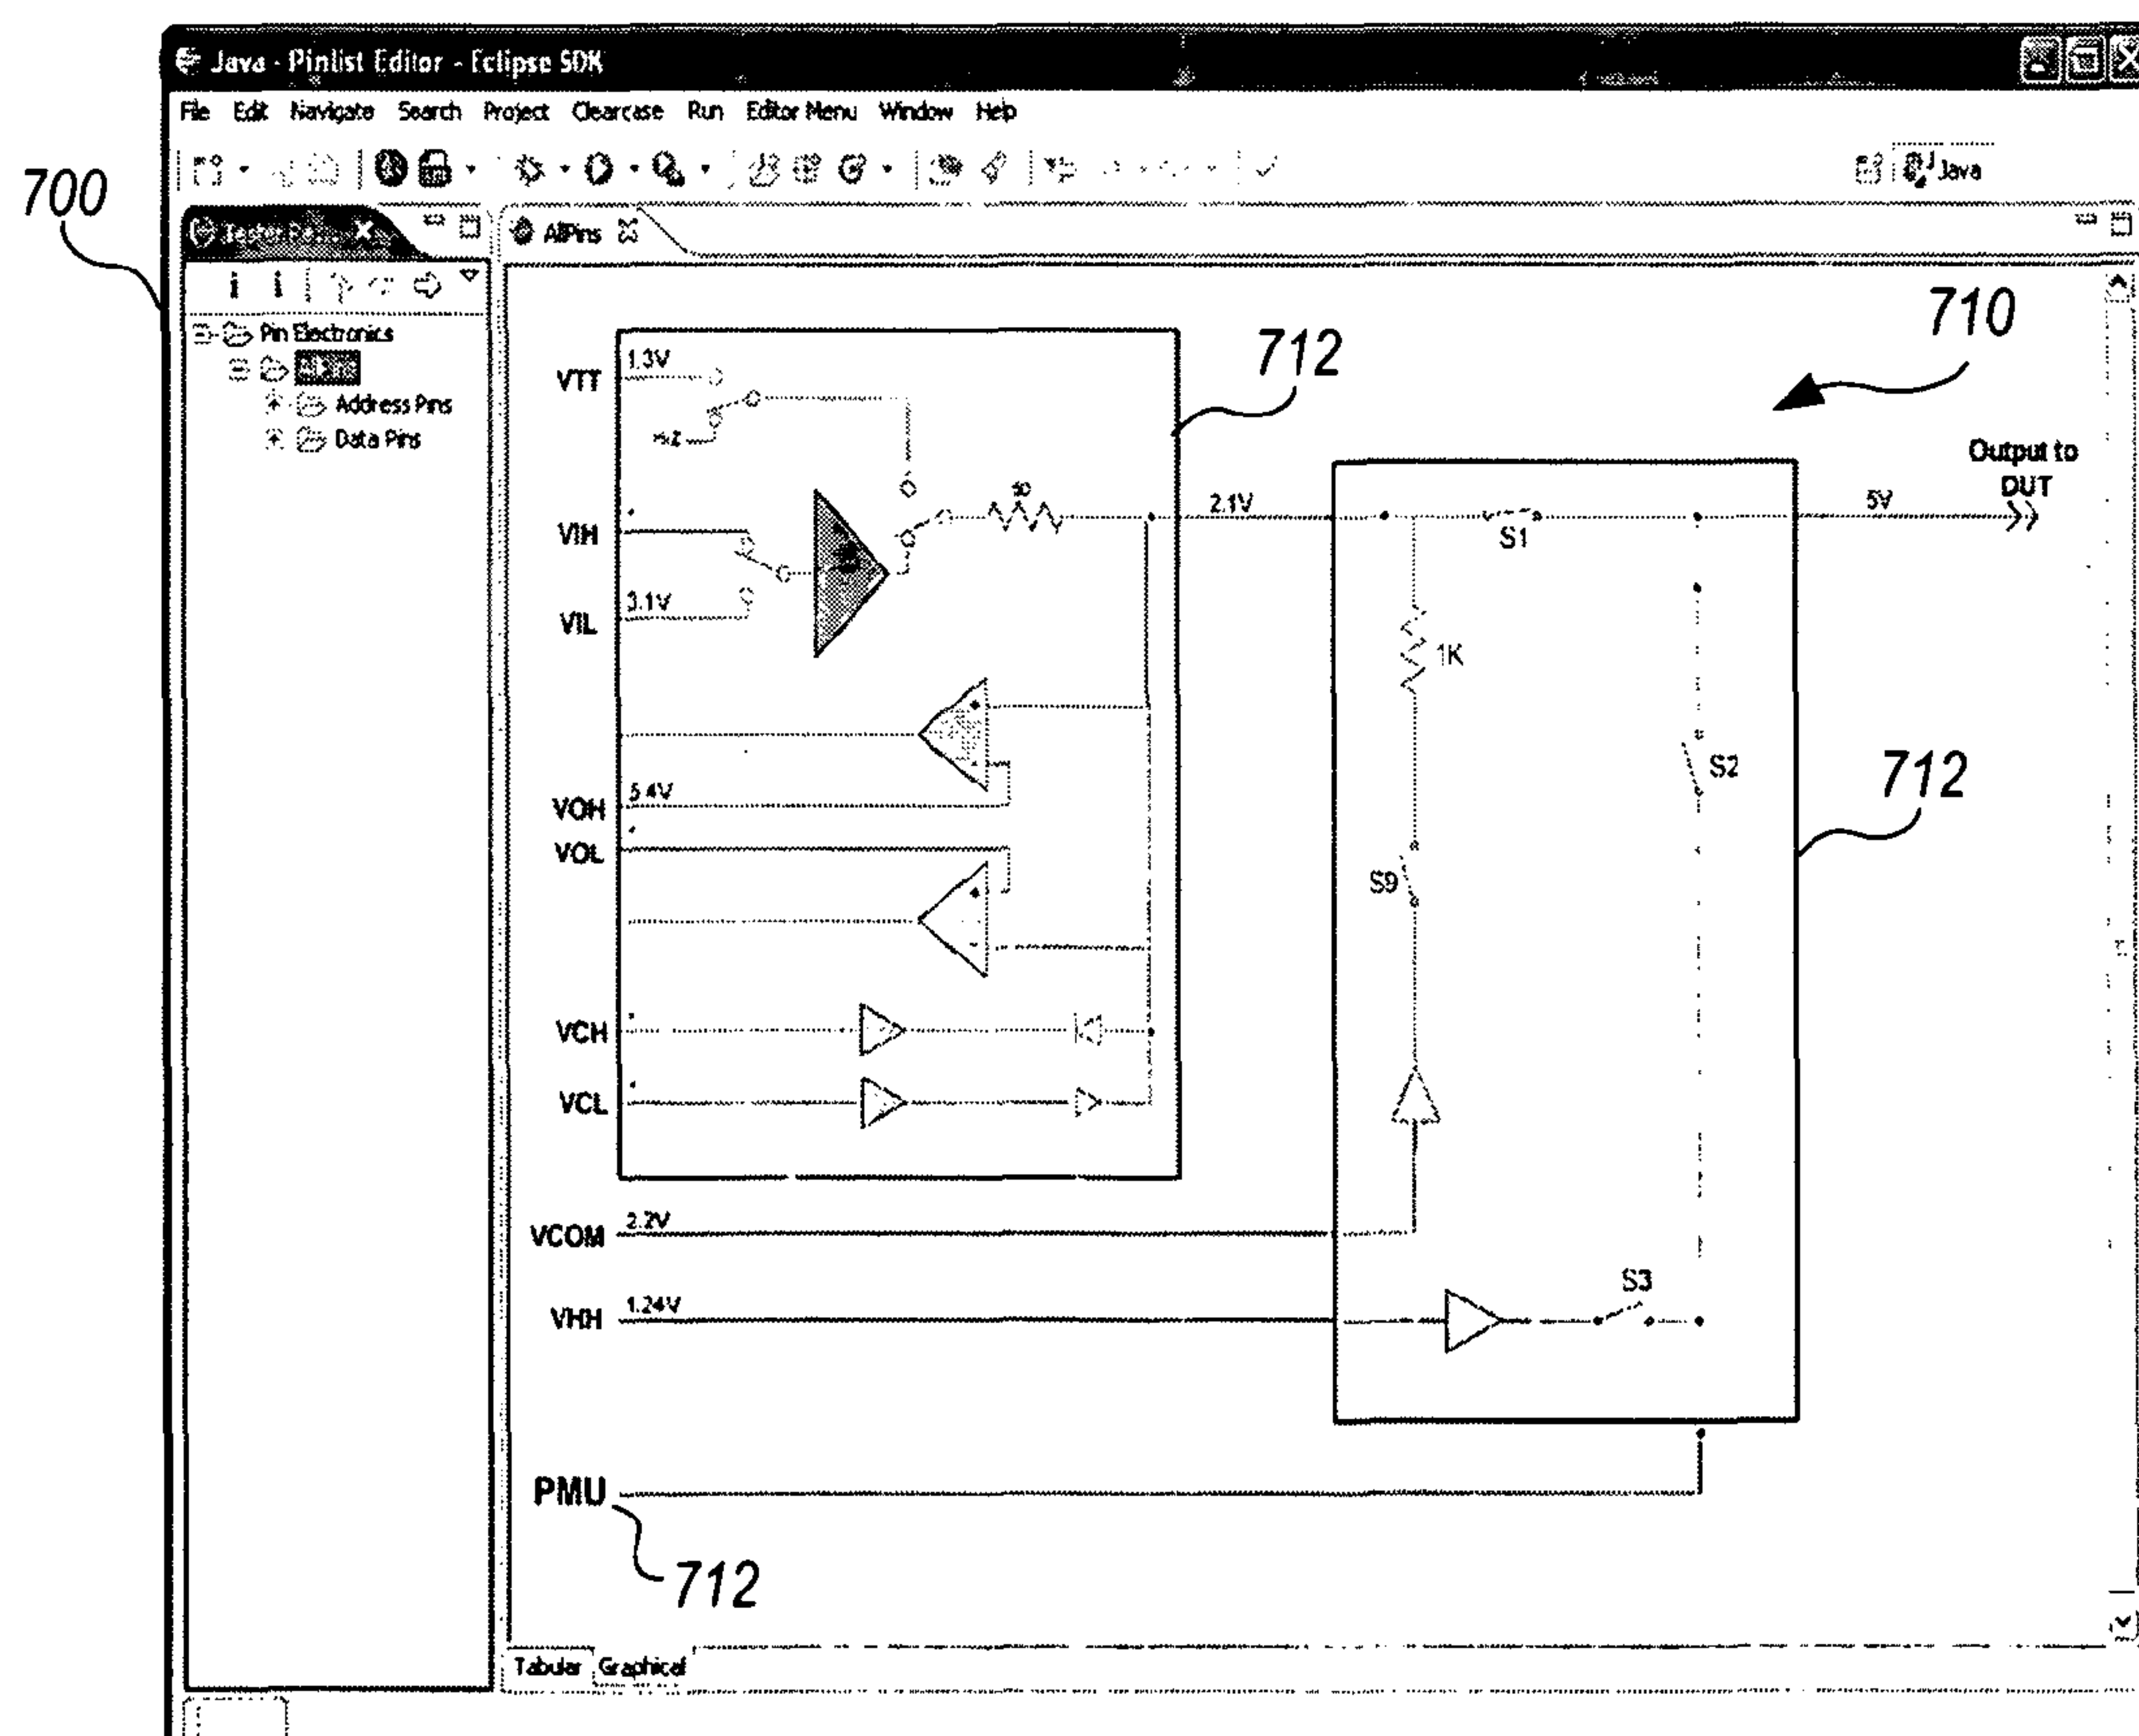 Java - Pinlist Editor - Eclipse SDK
File Edit Navigate Search Project Clearcase Run Editor Menu Window Help
Java
700
AllPins
Pin Electronics
Address Pins
Data Pins
710
712
VTT 1.3V
Hi-Z
Output to
DUT
50
2.1V
5V
VIH
S1
VIL 3.1V
1K
S2
712
VOH 5.4V
VOL
S9
VCH
VCL
VCOM 2.2V
S3
VHH 1.24V
PMU
712
Tabular Graphical